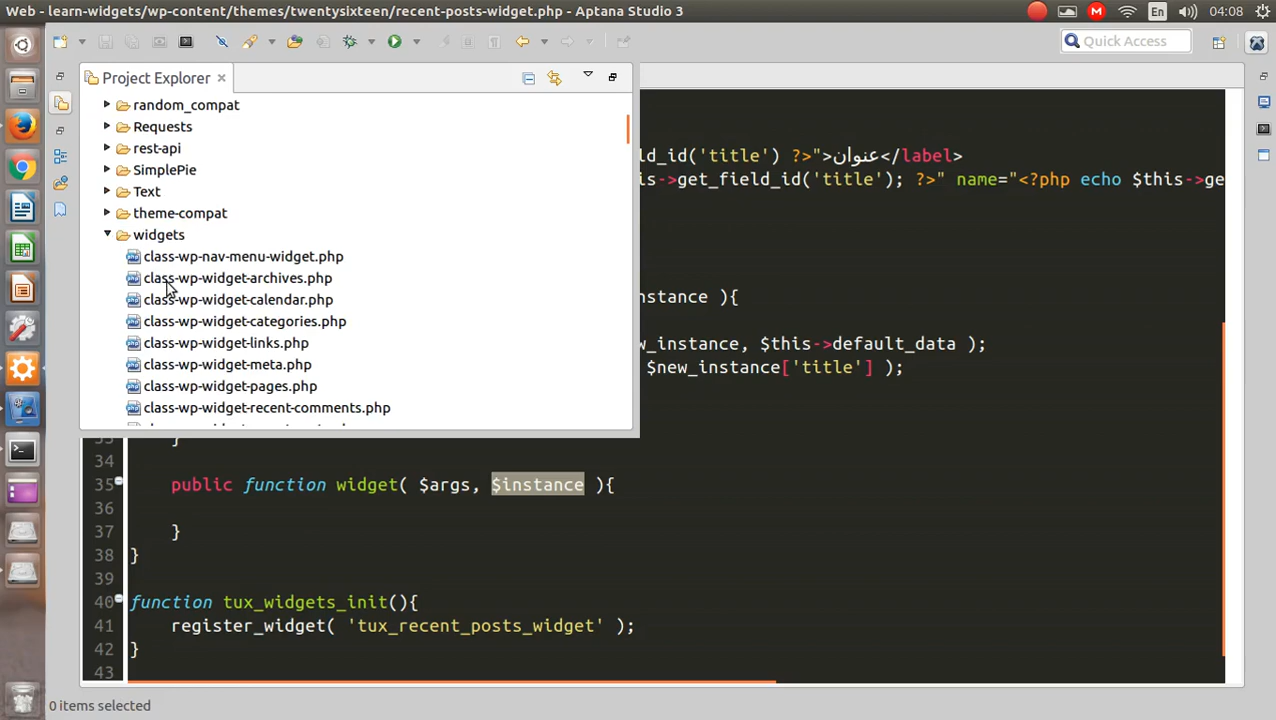 Web - learn-widgets/wp-content/themes/twentysixteen/recent-posts-widget.php - Aptana Studio 3
En
04:08
Quick Access
Project Explorer
random_compat
Requests
rest-api
SimplePie
Text
theme-compat
widgets
class-wp-nav-menu-widget.php
class-wp-widget-archives.php
class-wp-widget-calendar.php
class-wp-widget-categories.php
class-wp-widget-links.php
class-wp-widget-meta.php
class-wp-widget-pages.php
class-wp-widget-recent-comments.php
ld_id('title') ?>">عنوان</label>
is->get_field_id('title'); ?>" name="<?php echo $this->ge
nstance ){
w_instance, $this->default_data );
$new_instance['title'] );
}
34
35 public function widget( $args, $instance ){
36
37 }
38 }
39
40 function tux_widgets_init(){
41 register_widget( 'tux_recent_posts_widget' );
42 }
43
0 items selected